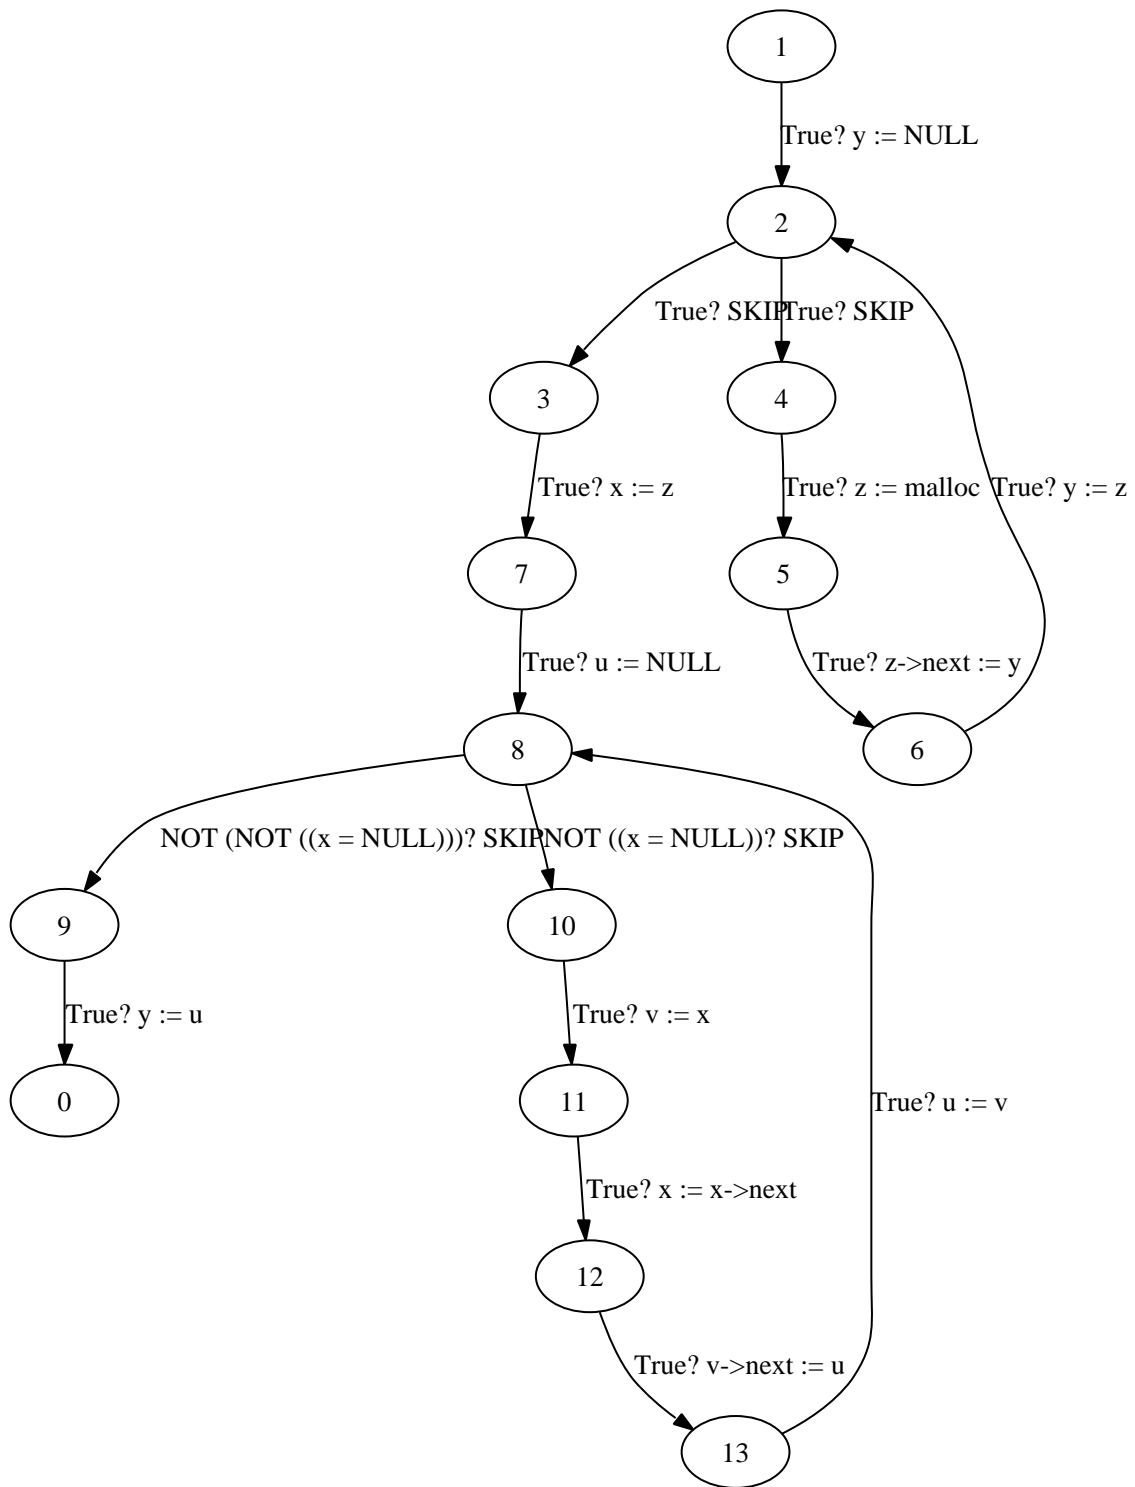 1
True? y := NULL
2
True? SKIP
True? SKIP
3
4
True? x := z
True? z := malloc
True? y := z
7
5
True? u := NULL
True? z->next := y
8
6
NOT (NOT ((x = NULL)))? SKIP
NOT ((x = NULL))? SKIP
9
10
True? y := u
True? v := x
0
11
True? u := v
True? x := x->next
12
True? v->next := u
13